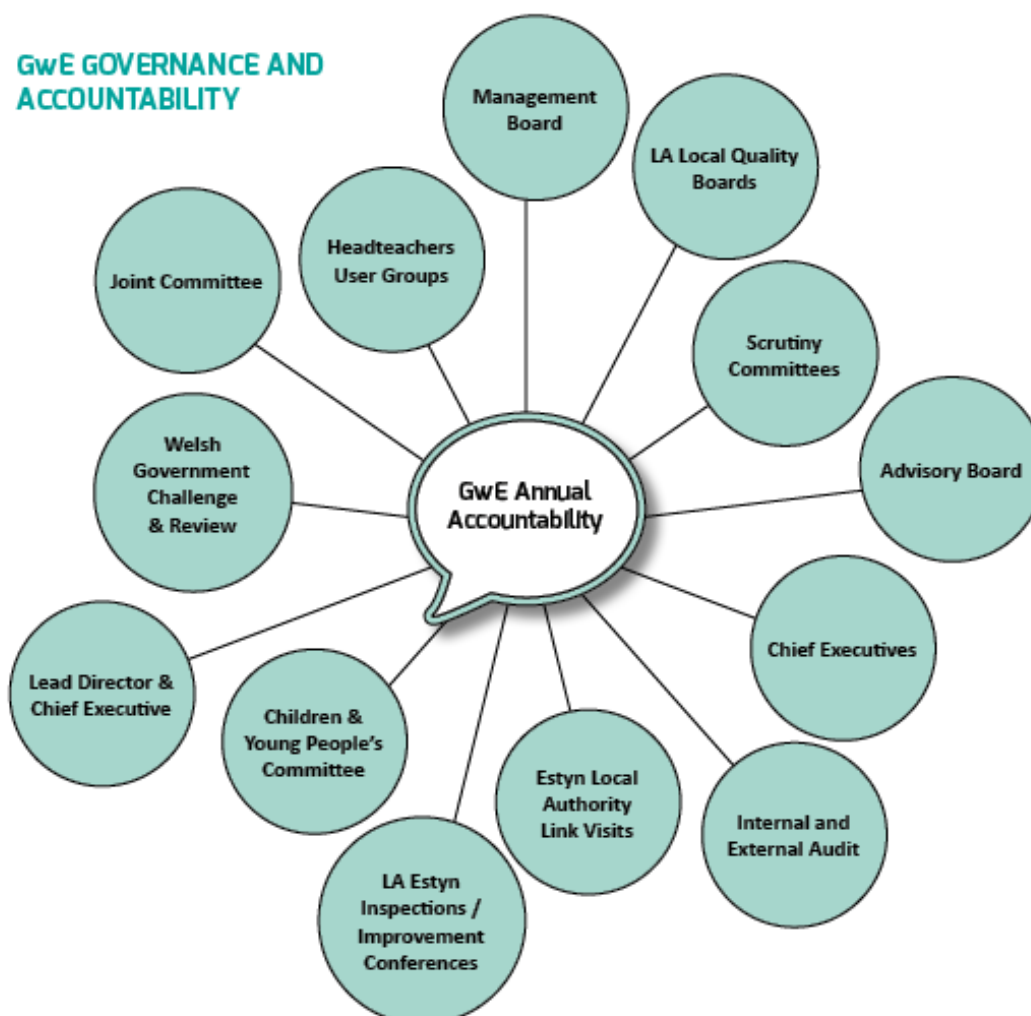 GwE GOVERNANCE AND
ACCOUNTABILITY
Management
Board
LA Local Quality
Boards
Headteachers
User Groups
Joint Committee
Scrutiny
Committees
Advisory Board
Welsh
Government
Challenge
& Review
GwE Annual
Accountability
Chief Executives
Lead Director &
Chief Executive
Children &
Young People's
Committee
Estyn Local
Authority
Link Visits
Internal and
External Audit
LA Estyn
Inspections /
Improvement
Conferences